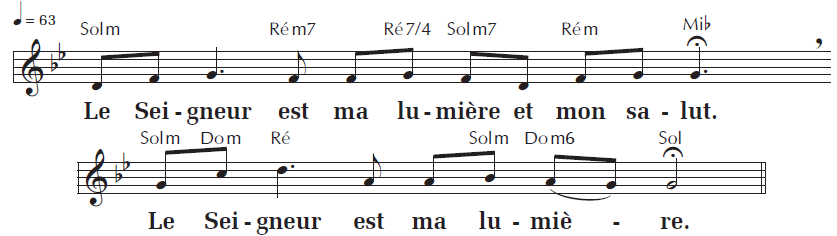 ♩ = 63
Solm Rém7 Ré7/4 Solm7 Rém Mi♭
Le Sei-gneur est ma lu-mière et mon sa-lut.
Solm Dom Ré Solm Dom6 Sol
Le Sei-gneur est ma lu-miè-re.